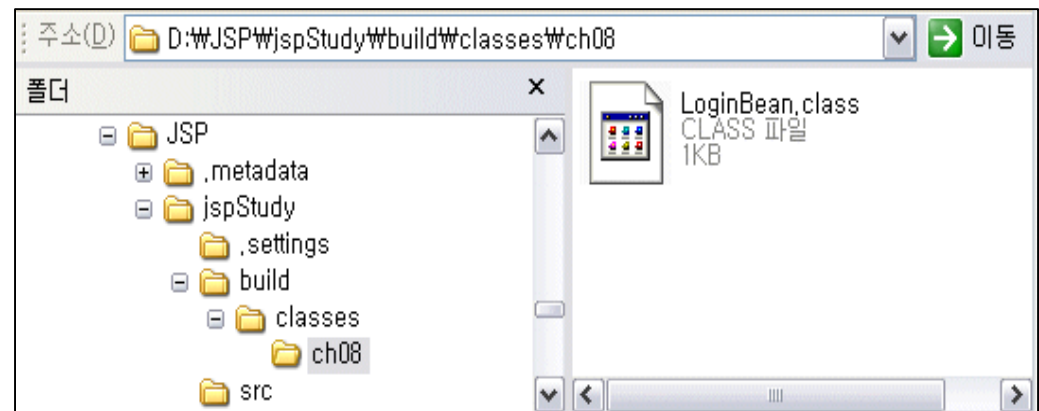 주소(D) D:₩JSP₩jspStudy₩build₩classes₩ch08 이동
폴더 ×
JSP
.metadata
jspStudy
.settings
build
classes
ch08
src
LoginBean.class
CLASS 파일
1KB